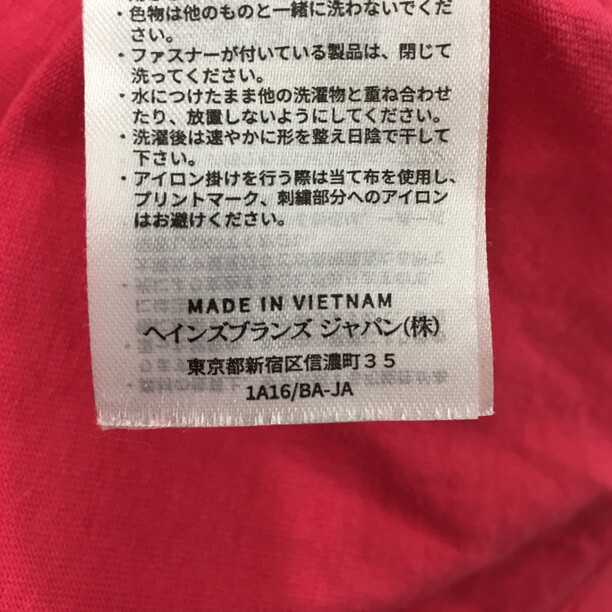 ・色物は他のものと一緒に洗わないでくだ
さい。
・ファスナーが付いている製品は、閉じて
洗ってください。
・水につけたまま他の洗濯物と重ね合わせ
たり、放置しないようにしてください。
・洗濯後は速やかに形を整え日陰で干して
下さい。
・アイロン掛けを行う際は当て布を使用し、
プリントマーク、刺繍部分へのアイロン
はお避けください。
MADE IN VIETNAM
ヘインズブランズ ジャパン(株)
東京都新宿区信濃町３５
1A16/BA-JA